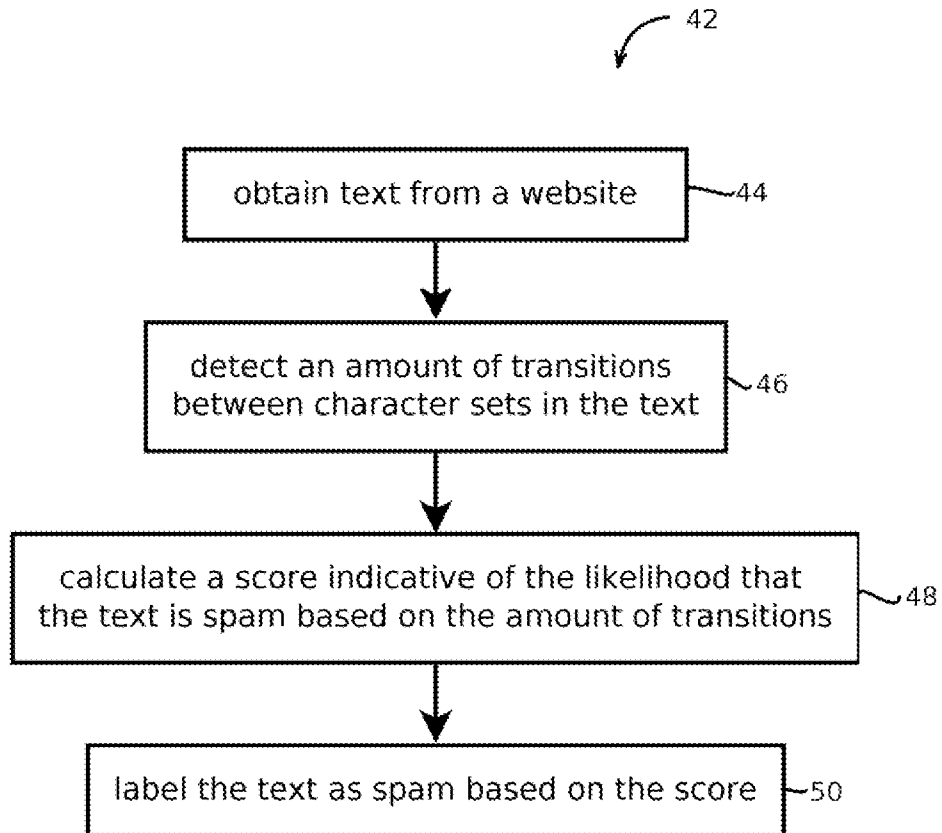 42
obtain text from a website
44
detect an amount of transitions
between character sets in the text
46
calculate a score indicative of the likelihood that
the text is spam based on the amount of transitions
48
label the text as spam based on the score
50